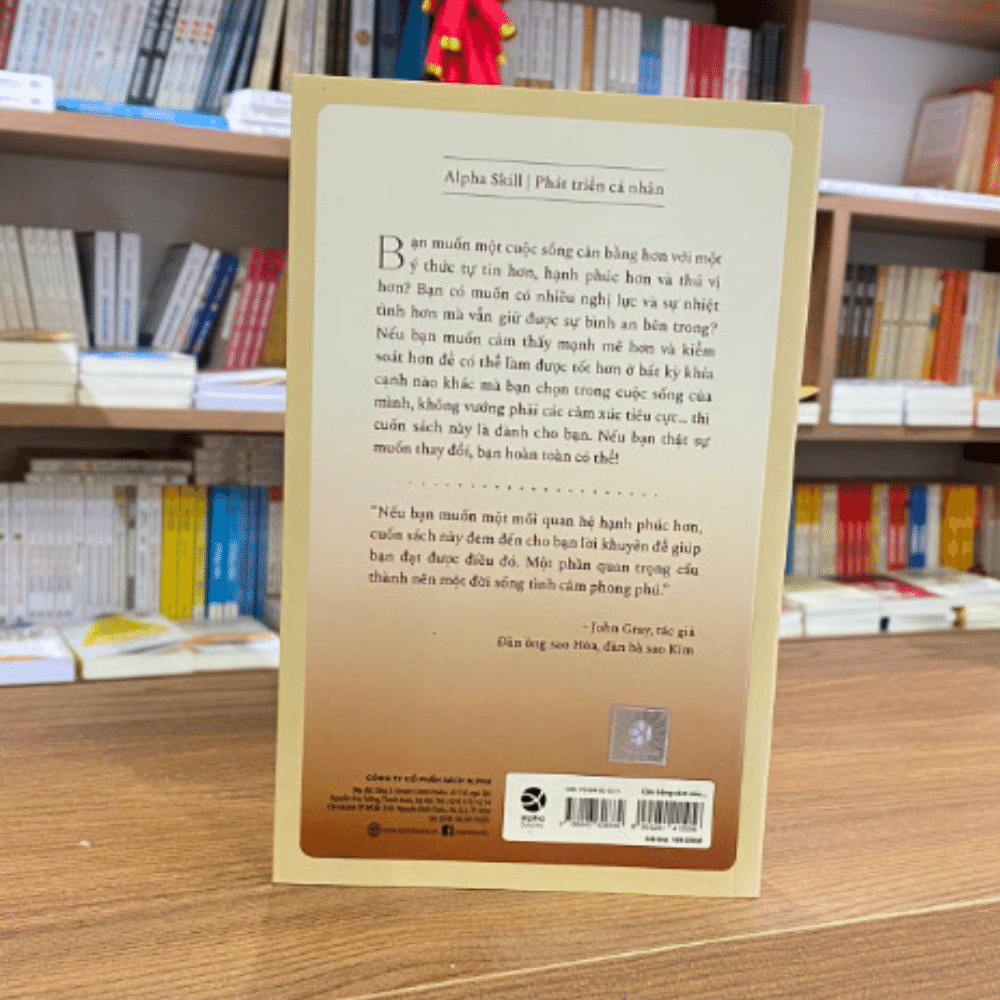 Alpha Skill | Phát triển cá nhân
Bạn muốn một cuộc sống cân bằng hơn với một
ý thức tự tin hơn, hạnh phúc hơn và thú vị
hơn? Bạn có muốn có nhiều nghị lực và sự nhiệt
tình hơn mà vẫn giữ được sự bình an bên trong?
Nếu bạn muốn cảm thấy mạnh mẽ hơn và kiểm
soát hơn để có thể làm được tốt hơn ở bất kỳ khía
cạnh nào khác mà bạn chọn trong cuộc sống của
mình, không vướng phải các cảm xúc tiêu cực... thì
cuốn sách này là dành cho bạn. Nếu bạn thật sự
muốn thay đổi, bạn hoàn toàn có thể!
"Nếu bạn muốn một mối quan hệ hạnh phúc hơn,
cuốn sách này đem đến cho bạn lời khuyên để giúp
bạn đạt được điều đó. Một phần quan trọng cấu
thành nên một đời sống tình cảm phong phú."
- John Gray, tác giả
Đàn ông sao Hỏa, đàn bà sao Kim
CÔNG TY CỔ PHẦN SÁCH ALPHA
alpha